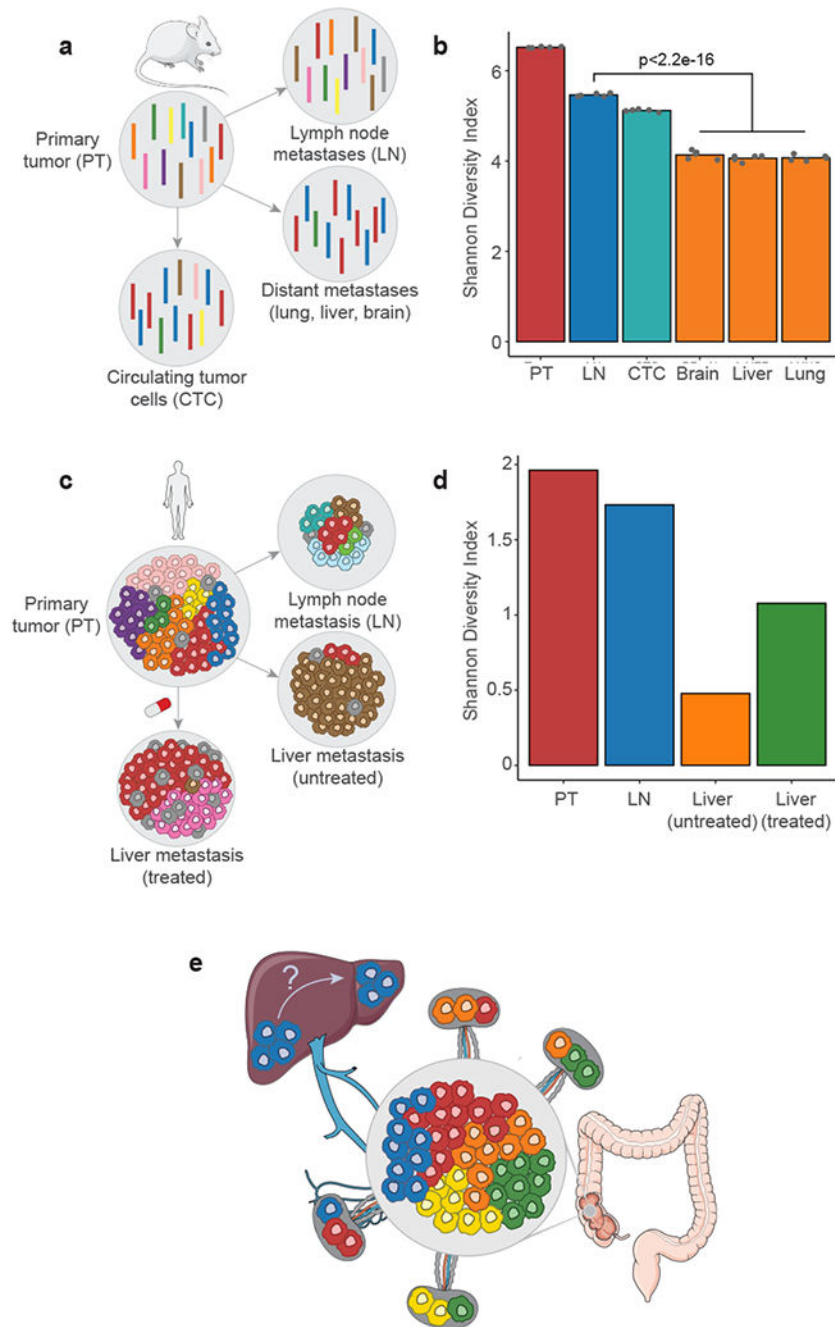 a
Primary
tumor (PT)
Lymph node
metastases (LN)
Distant metastases
(lung, liver, brain)
Circulating tumor
cells (CTC)
b
p<2.2e-16
Shannon Diversity Index
6
4
2
0
PT LN CTC Brain Liver Lung
c
Primary
tumor (PT)
Lymph node
metastasis (LN)
Liver metastasis
(untreated)
Liver metastasis
(treated)
d
Shannon Diversity Index
2
1.5
1
0.5
0
PT LN Liver Liver
(untreated) (treated)
e
?